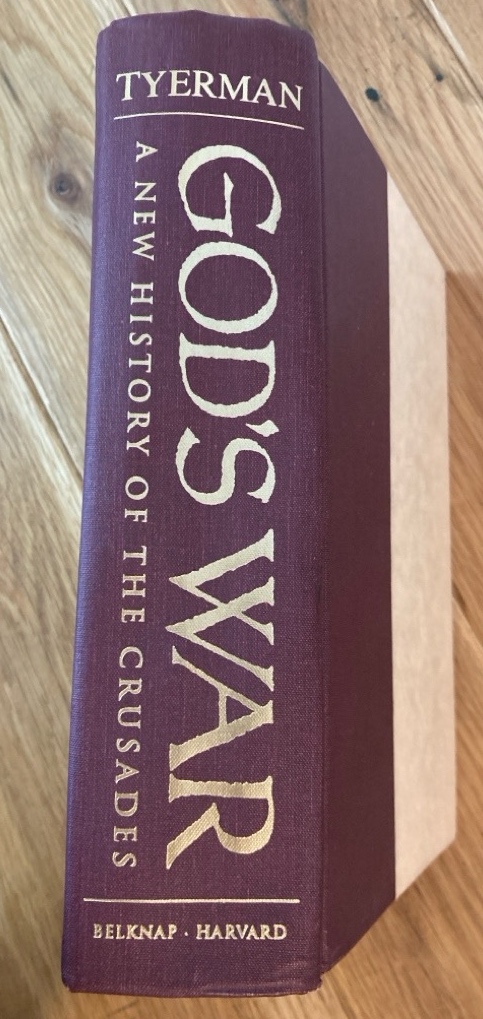 TYERMAN
GOD'S WAR
A NEW HISTORY OF THE CRUSADES
BELKNAP · HARVARD